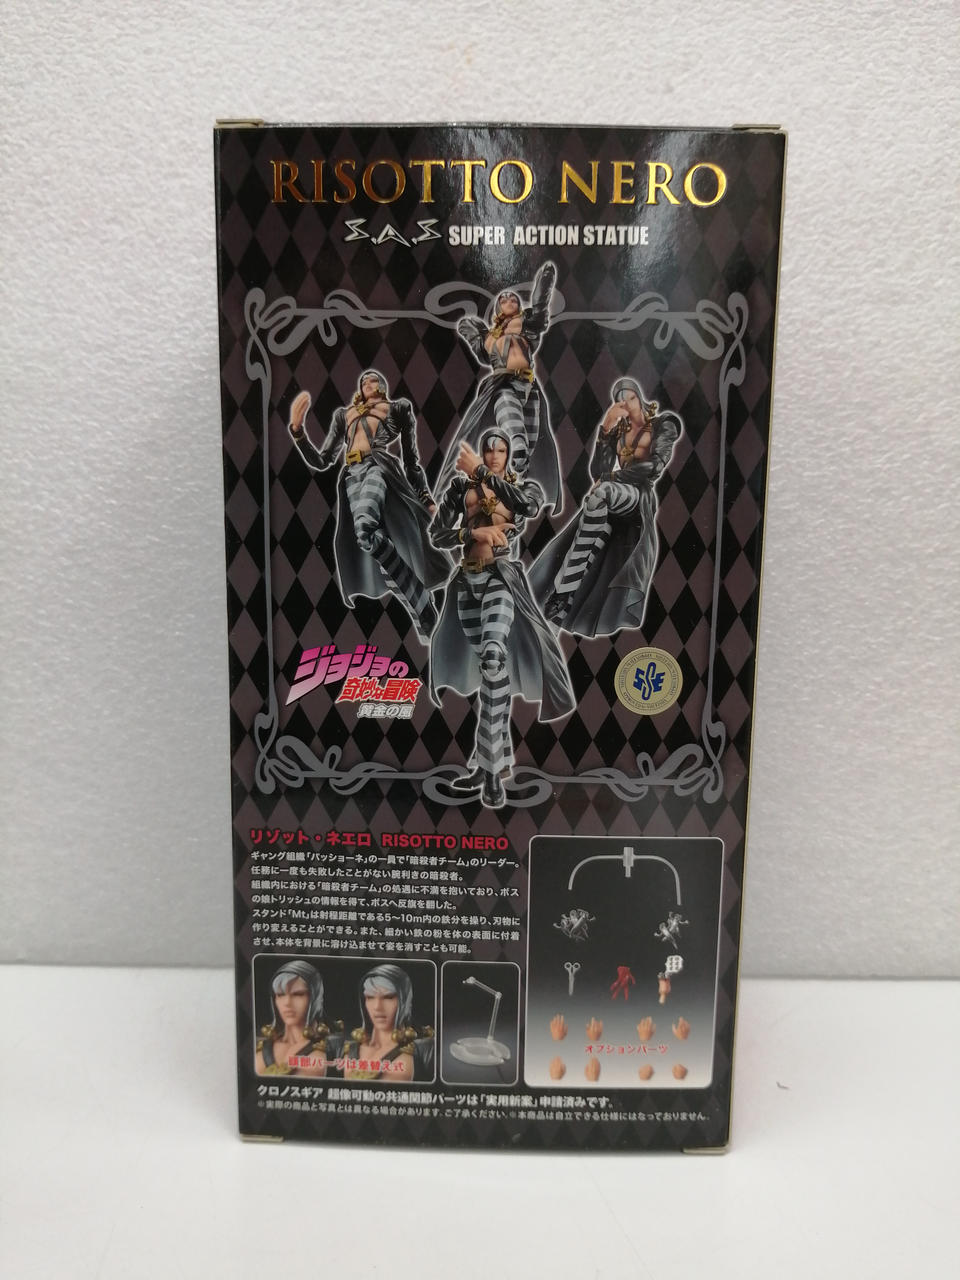 RISOTTO NERO
S.A.S SUPER ACTION STATUE
ジョジョの
奇妙な冒険
黄金の風
SSE
リゾット・ネエロ RISOTTO NERO
ギャング組織「パッショーネ」の一員で「暗殺者チーム」のリーダー。
任務に一度も失敗したことがない腕利きの暗殺者。
組織内における「暗殺者チーム」の処遇に不満を抱いており、ボス
の娘トリッシュの情報を得て、ボスへ反旗を翻した。
スタンド「Mt」は射程距離である5～10m内の鉄分を操り、刃物に
作り変えることができる。また、細かい鉄の粉を体の表面に付着
させ、本体を背景に溶け込ませて姿を消すことも可能。
頭部パーツは差替え式
オプションパーツ
クロノスギア 超像可動の共通関節パーツは「実用新案」申請済みです。
※実際の商品と写真とは異なる場合があります。ご了承ください。※本商品は自立できる仕様にはなっておりません。